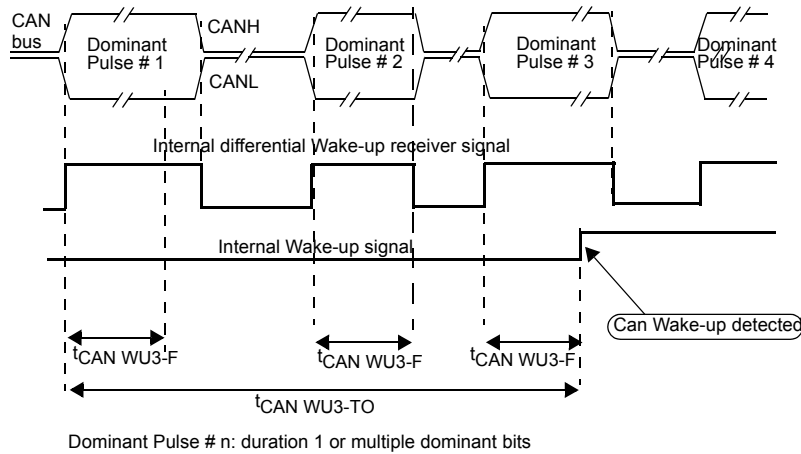 CAN
bus
CANH
CANL
Dominant
Pulse # 1
Dominant
Pulse # 2
Dominant
Pulse # 3
Dominant
Pulse # 4
Internal differential Wake-up receiver signal
Internal Wake-up signal
Can Wake-up detected
tCAN WU3-F
tCAN WU3-F
tCAN WU3-F
tCAN WU3-TO
Dominant Pulse # n: duration 1 or multiple dominant bits